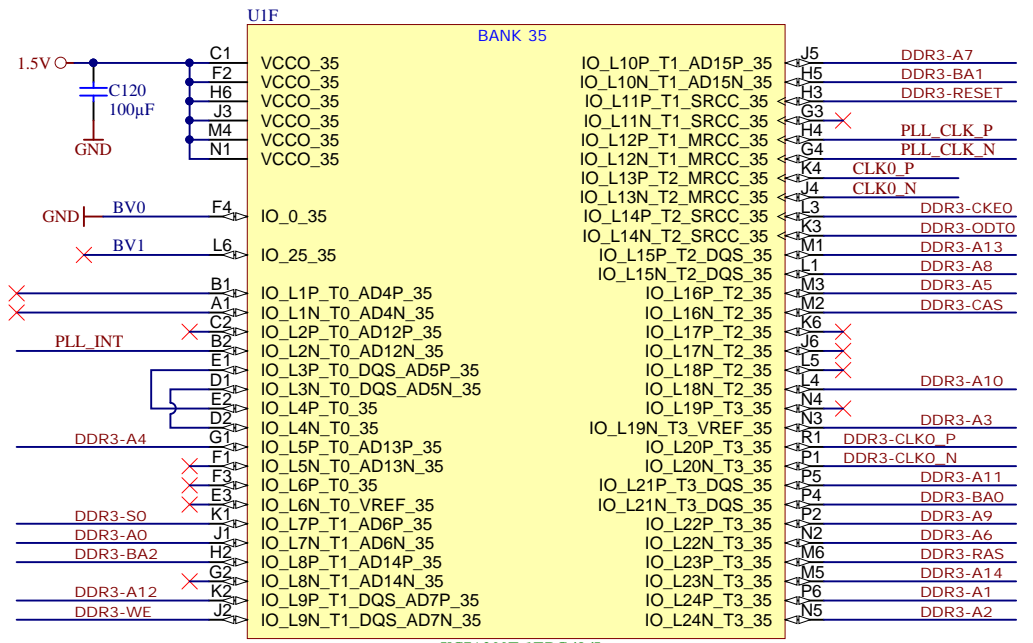 U1F
BANK 35
1.5V
C120
100µF
GND
C1 VCCO_35
F2 VCCO_35
H6 VCCO_35
J3 VCCO_35
M4 VCCO_35
N1 VCCO_35
GND BV0 F4 IO_0_35
BV1 L6 IO_25_35
B1 IO_L1P_T0_AD4P_35
A1 IO_L1N_T0_AD4N_35
C2 IO_L2P_T0_AD12P_35
PLL_INT B2 IO_L2N_T0_AD12N_35
E1 IO_L3P_T0_DQS_AD5P_35
D1 IO_L3N_T0_DQS_AD5N_35
E2 IO_L4P_T0_35
D2 IO_L4N_T0_35
DDR3-A4 G1 IO_L5P_T0_AD13P_35
F1 IO_L5N_T0_AD13N_35
F3 IO_L6P_T0_35
E3 IO_L6N_T0_VREF_35
DDR3-S0 K1 IO_L7P_T1_AD6P_35
DDR3-A0 J1 IO_L7N_T1_AD6N_35
DDR3-BA2 H2 IO_L8P_T1_AD14P_35
G2 IO_L8N_T1_AD14N_35
DDR3-A12 K2 IO_L9P_T1_DQS_AD7P_35
DDR3-WE J2 IO_L9N_T1_DQS_AD7N_35
IO_L10P_T1_AD15P_35 J5 DDR3-A7
IO_L10N_T1_AD15N_35 H5 DDR3-BA1
IO_L11P_T1_SRCC_35 H3 DDR3-RESET
IO_L11N_T1_SRCC_35 G3
IO_L12P_T1_MRCC_35 H4 PLL_CLK_P
IO_L12N_T1_MRCC_35 G4 PLL_CLK_N
IO_L13P_T2_MRCC_35 K4 CLK0_P
IO_L13N_T2_MRCC_35 J4 CLK0_N
IO_L14P_T2_SRCC_35 L3 DDR3-CKE0
IO_L14N_T2_SRCC_35 K3 DDR3-ODT0
IO_L15P_T2_DQS_35 M1 DDR3-A13
IO_L15N_T2_DQS_35 L1 DDR3-A8
IO_L16P_T2_35 M3 DDR3-A5
IO_L16N_T2_35 M2 DDR3-CAS
IO_L17P_T2_35 K6
IO_L17N_T2_35 J6
IO_L18P_T2_35 L5
IO_L18N_T2_35 L4 DDR3-A10
IO_L19P_T3_35 N4
IO_L19N_T3_VREF_35 N3 DDR3-A3
IO_L20P_T3_35 R1 DDR3-CLK0_P
IO_L20N_T3_35 P1 DDR3-CLK0_N
IO_L21P_T3_DQS_35 P5 DDR3-A11
IO_L21N_T3_DQS_35 P4 DDR3-BA0
IO_L22P_T3_35 P2 DDR3-A9
IO_L22N_T3_35 N2 DDR3-A6
IO_L23P_T3_35 M6 DDR3-RAS
IO_L23N_T3_35 M5 DDR3-A14
IO_L24P_T3_35 P6 DDR3-A1
IO_L24N_T3_35 N5 DDR3-A2